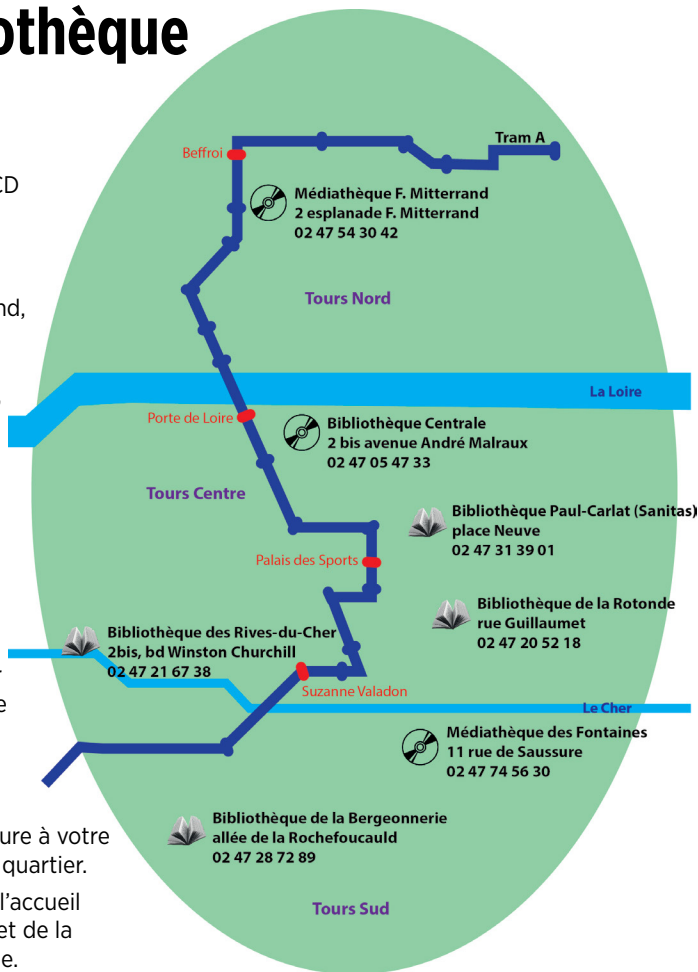 othèque
CD
nd,
Tram A
Beffroi
Médiathèque F. Mitterrand
2 esplanade F. Mitterrand
02 47 54 30 42
Tours Nord
La Loire
Porte de Loire
Bibliothèque Centrale
2 bis avenue André Malraux
02 47 05 47 33
Tours Centre
Bibliothèque Paul-Carlat (Sanitas)
place Neuve
02 47 31 39 01
Palais des Sports
Bibliothèque de la Rotonde
rue Guillaumet
02 47 20 52 18
Bibliothèque des Rives-du-Cher
2bis, bd Winston Churchill
02 47 21 67 38
Suzanne Valadon
e
Le Cher
Médiathèque des Fontaines
11 rue de Saussure
02 47 74 56 30
Bibliothèque de la Bergeonnerie
allée de la Rochefoucauld
02 47 28 72 89
ure à votre
quartier.
l'accueil
et de la
e.
Tours Sud